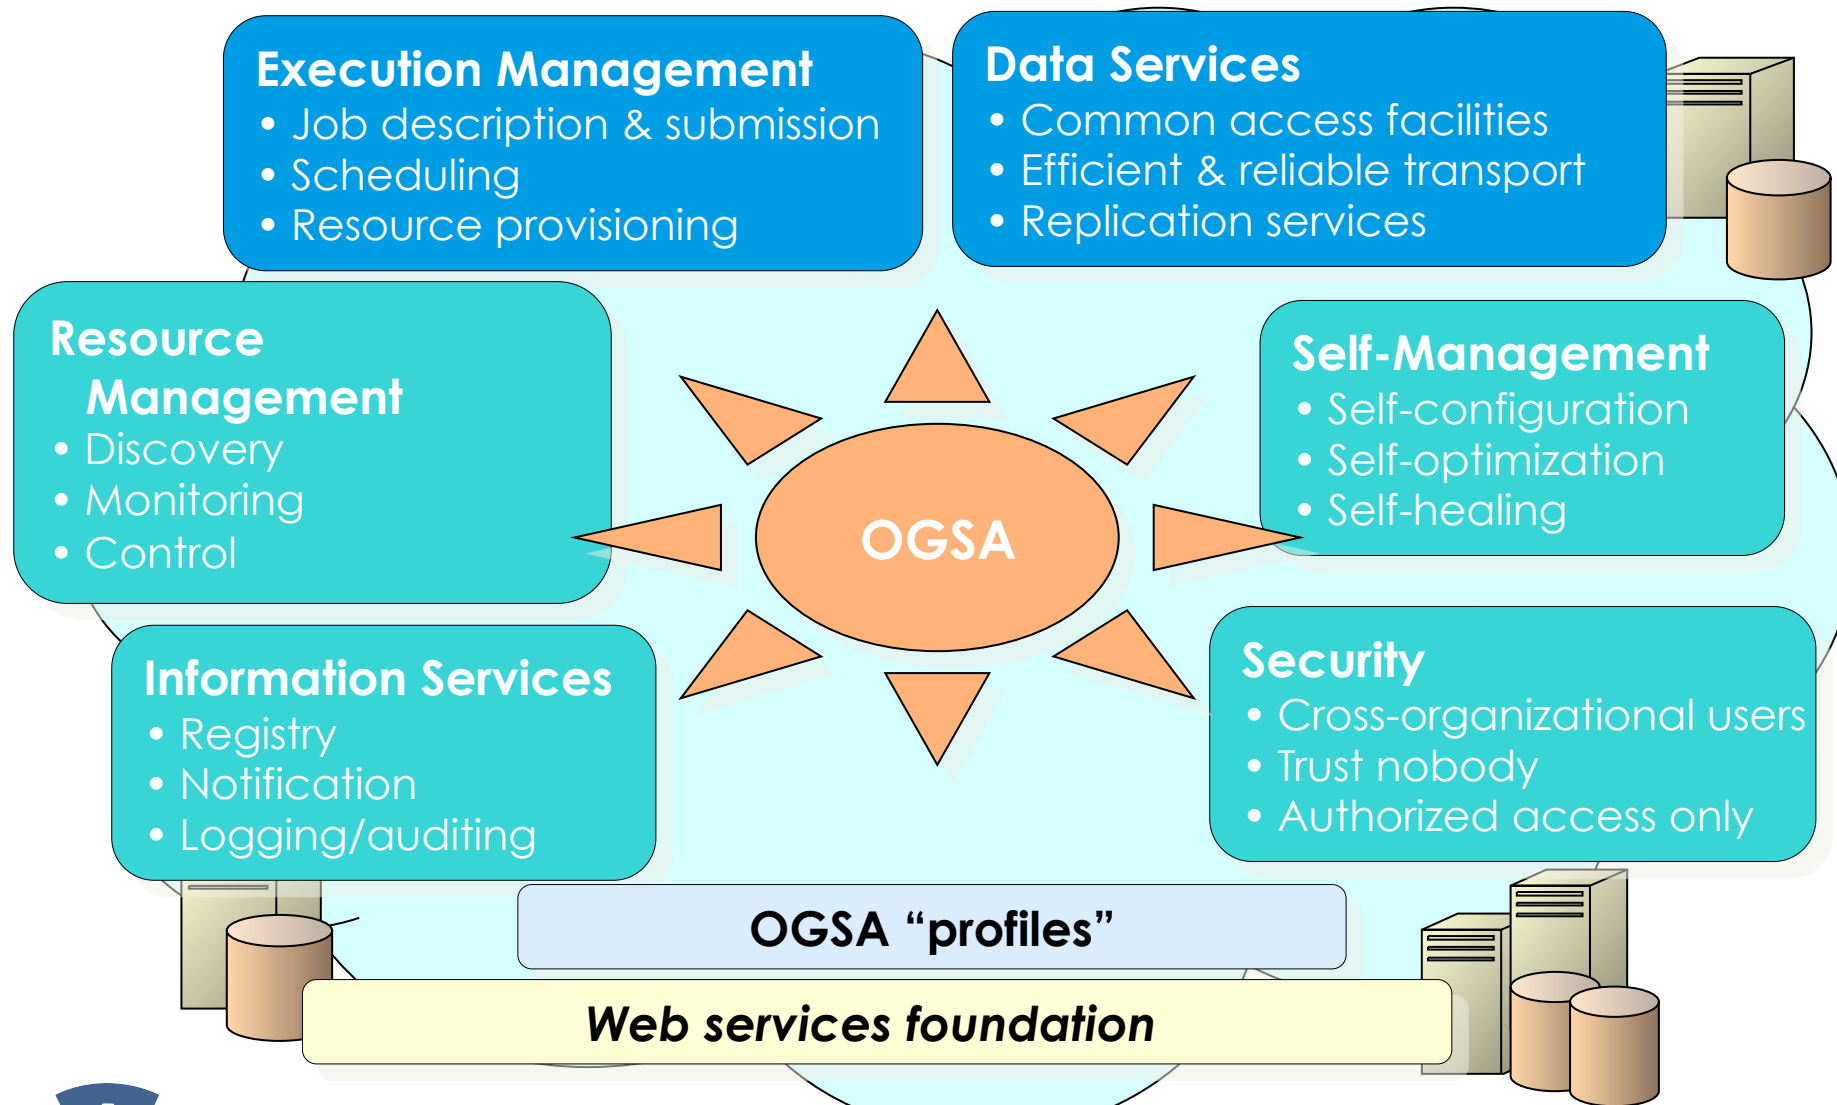 Execution Management
• Job description & submission
• Scheduling
• Resource provisioning
Data Services
• Common access facilities
• Efficient & reliable transport
• Replication services
Resource
Management
• Discovery
• Monitoring
• Control
OGSA
Self-Management
• Self-configuration
• Self-optimization
• Self-healing
Information Services
• Registry
• Notification
• Logging/auditing
Security
• Cross-organizational users
• Trust nobody
• Authorized access only
OGSA “profiles”
Web services foundation